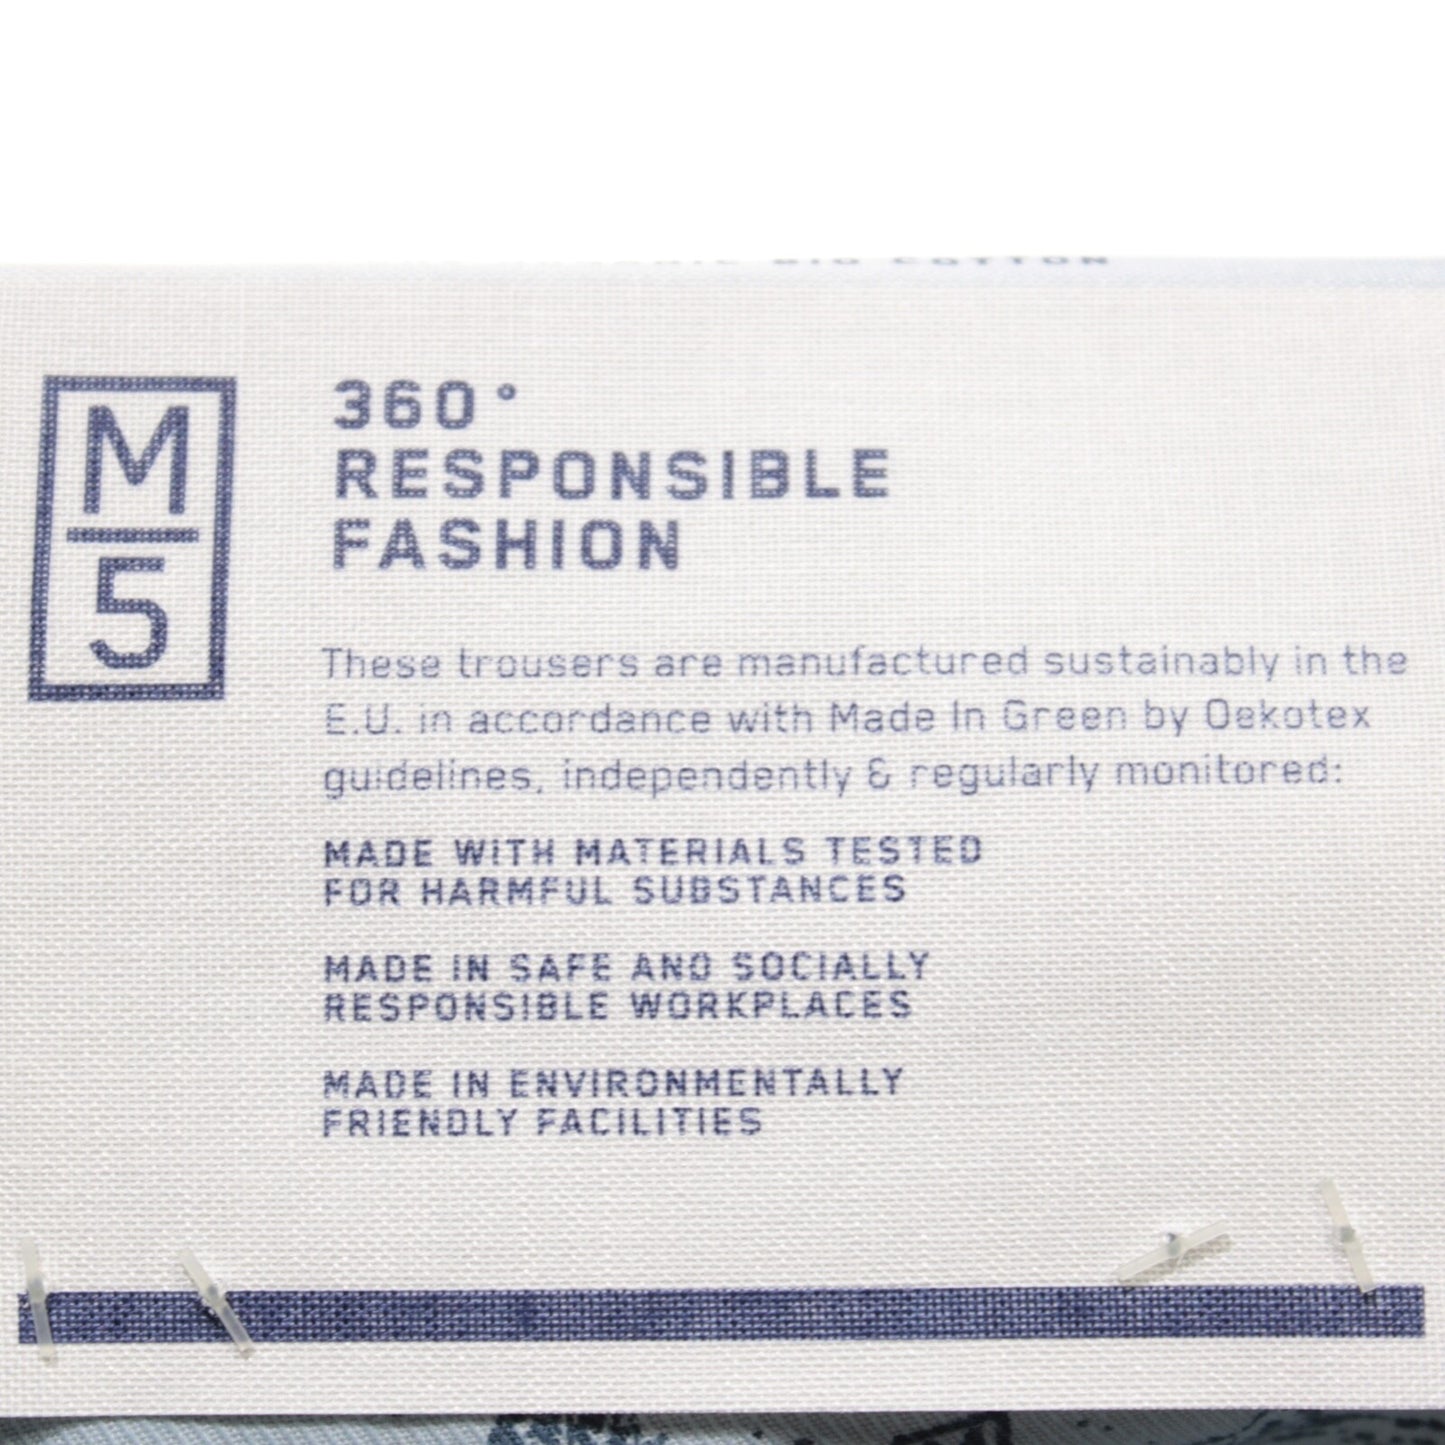 BIO COTTON
M
5
360°
RESPONSIBLE
FASHION
These trousers are manufactured sustainably in the
E.U. in accordance with Made In Green by Oekotex
guidelines, independently & regularly monitored:
MADE WITH MATERIALS TESTED
FOR HARMFUL SUBSTANCES
MADE IN SAFE AND SOCIALLY
RESPONSIBLE WORKPLACES
MADE IN ENVIRONMENTALLY
FRIENDLY FACILITIES